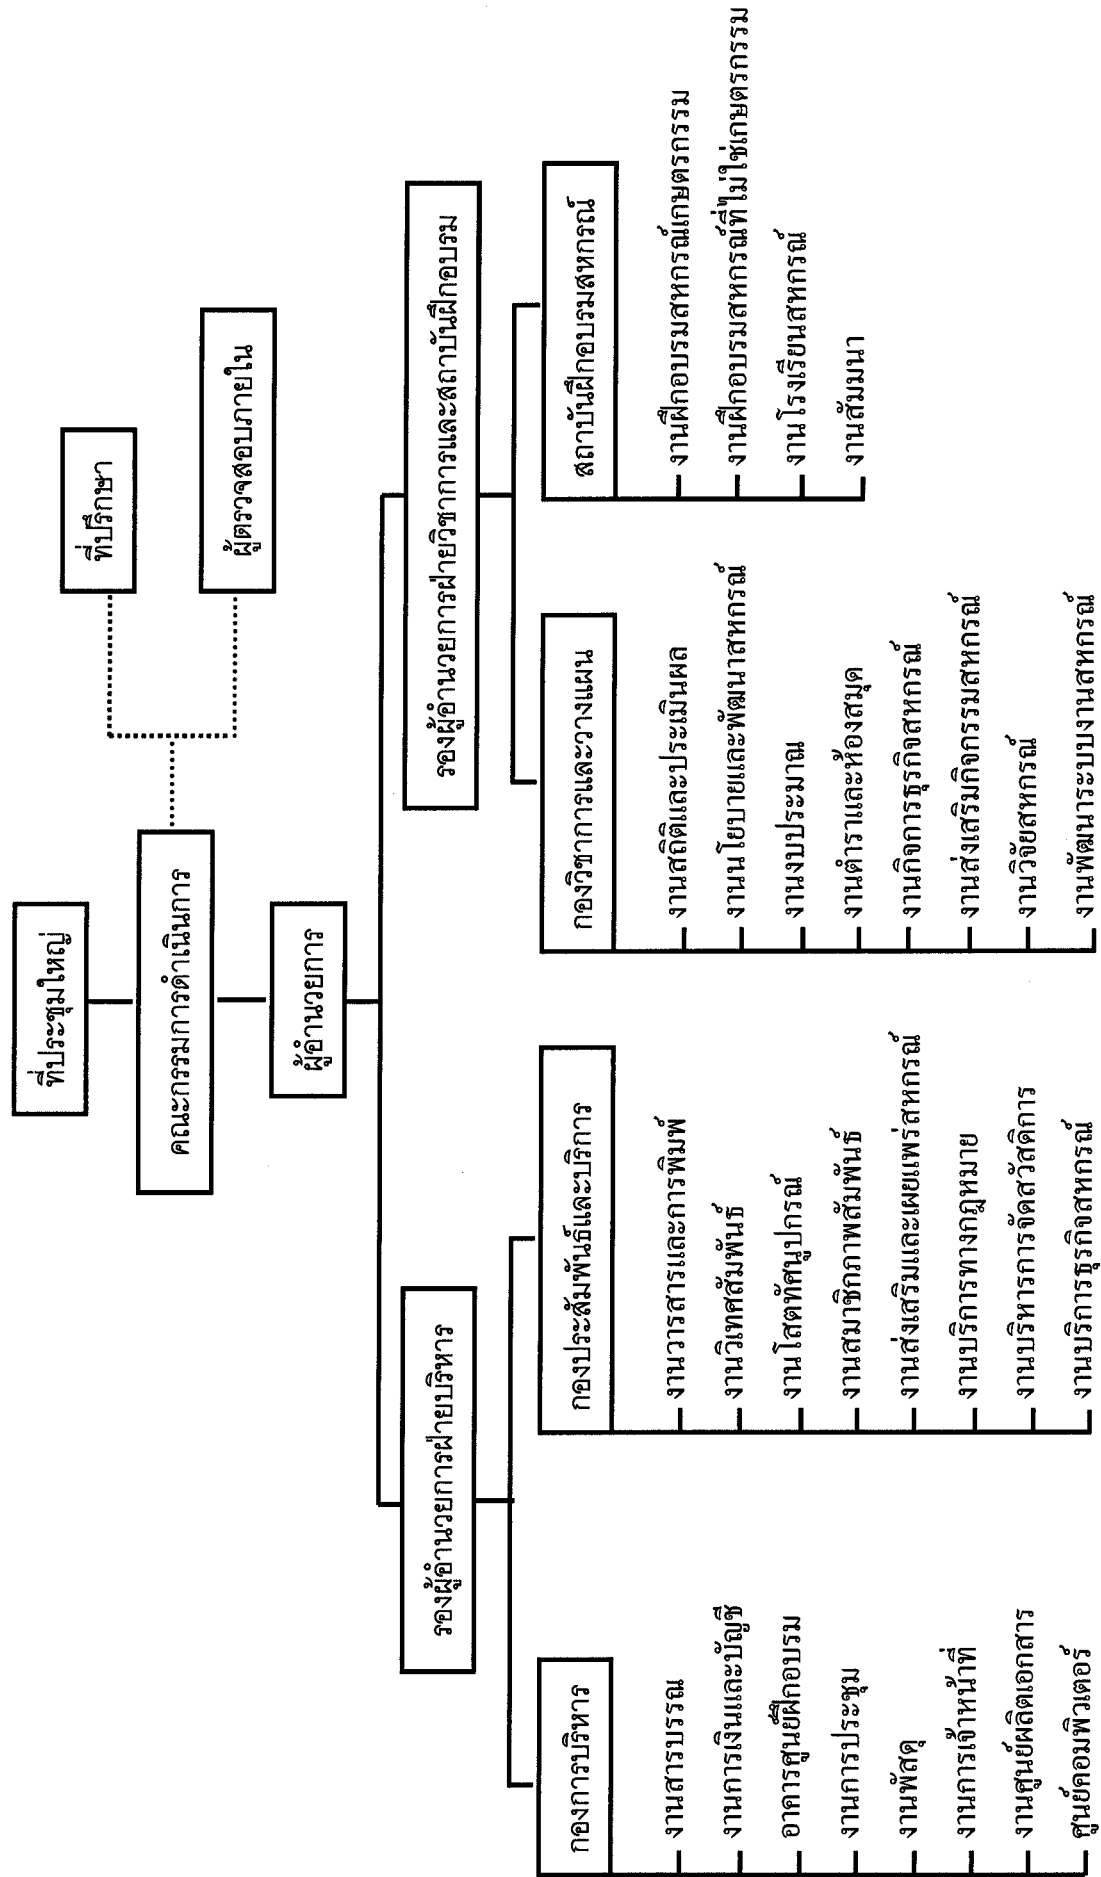 ที่ประชุมใหญ่
คณะกรรมการดำเนินการ
ที่ปรึกษา
ผู้ตรวจสอบภายใน
ผู้อำนวยการ
รองผู้อำนวยการฝ่ายบริหาร
รองผู้อำนวยการฝ่ายวิชาการและสถาบันฝึกอบรม
กองการบริหาร
งานสารบรรณ
งานการเงินและบัญชี
อาคารศูนย์ฝึกอบรม
งานการประชุม
งานพัสดุ
งานการเจ้าหน้าที่
งานศูนย์ผลิตเอกสาร
ศูนย์คอมพิวเตอร์
กองประสัมพันธ์และบริการ
งานวารสารและการพิมพ์
งานวิเทศสัมพันธ์
งานโสตทัศนูปกรณ์
งานสมาชิกภาพสัมพันธ์
งานส่งเสริมและเผยแพร่สหกรณ์
งานบริการทางกฎหมาย
งานบริหารการจัดสวัสดิการ
งานบริการธุรกิจสหกรณ์
กองวิชาการและวางแผน
งานสถิติและประเมินผล
งานนโยบายและพัฒนาสหกรณ์
งานงบประมาณ
งานตำราและห้องสมุด
งานกิจการธุรกิจสหกรณ์
งานส่งเสริมกิจกรรมสหกรณ์
งานวิจัยสหกรณ์
งานพัฒนาระบบงานสหกรณ์
สถาบันฝึกอบรมสหกรณ์
งานฝึกอบรมสหกรณ์เกษตรกรรม
งานฝึกอบรมสหกรณ์ที่ไม่ใช่เกษตรกรรม
งานโรงเรียนสหกรณ์
งานสัมมนา